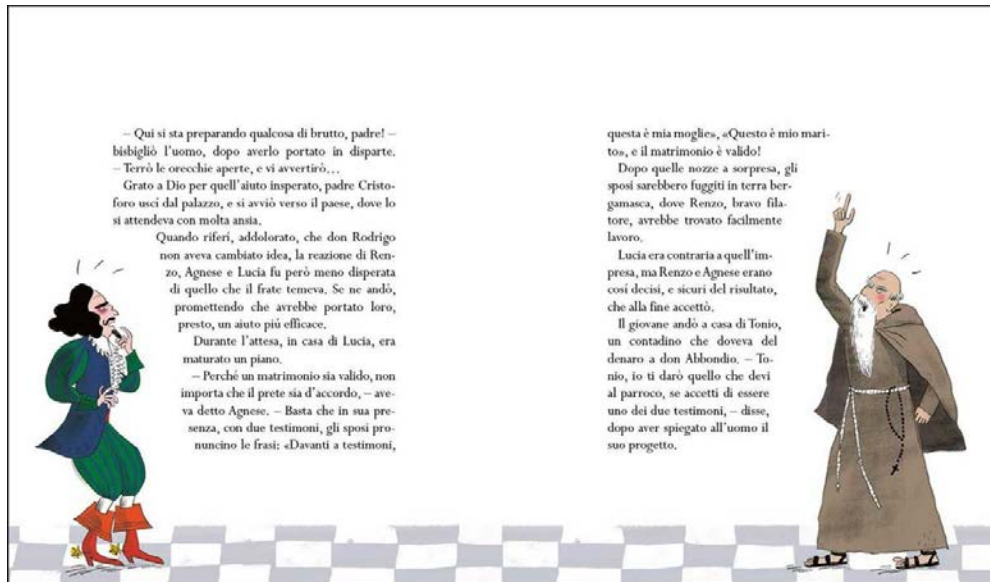 – Qui si sta preparando qualcosa di brutto, padre! –
bisbigliò l'uomo, dopo averlo portato in disparte.
– Terrò le orecchie aperte, e vi avvertirò…
Grato a Dio per quell'aiuto insperato, padre Cristo-
foro uscí dal palazzo, e si avviò verso il paese, dove lo
si attendeva con molta ansia.
Quando riferí, addolorato, che don Rodrigo
non aveva cambiato idea, la reazione di Ren-
zo, Agnese e Lucia fu però meno disperata
di quello che il frate temeva. Se ne andò,
promettendo che avrebbe portato loro,
presto, un aiuto piú efficace.
Durante l'attesa, in casa di Lucia, era
maturato un piano.
– Perché un matrimonio sia valido, non
importa che il prete sia d'accordo, – ave-
va detto Agnese. – Basta che in sua pre-
senza, con due testimoni, gli sposi pro-
nuncino le frasi: «Davanti a testimoni,
questa è mia moglie», «Questo è mio mari-
to», e il matrimonio è valido!
Dopo quelle nozze a sorpresa, gli
sposi sarebbero fuggiti in terra ber-
gamasca, dove Renzo, bravo fila-
tore, avrebbe trovato facilmente
lavoro.
Lucia era contraria a quell'im-
presa, ma Renzo e Agnese erano
cosí decisi, e sicuri del risultato,
che alla fine accettò.
Il giovane andò a casa di Tonio,
un contadino che doveva del
denaro a don Abbondio. – To-
nio, io ti darò quello che devi
al parroco, se accetti di essere
uno dei due testimoni, – disse,
dopo aver spiegato all'uomo il
suo progetto.